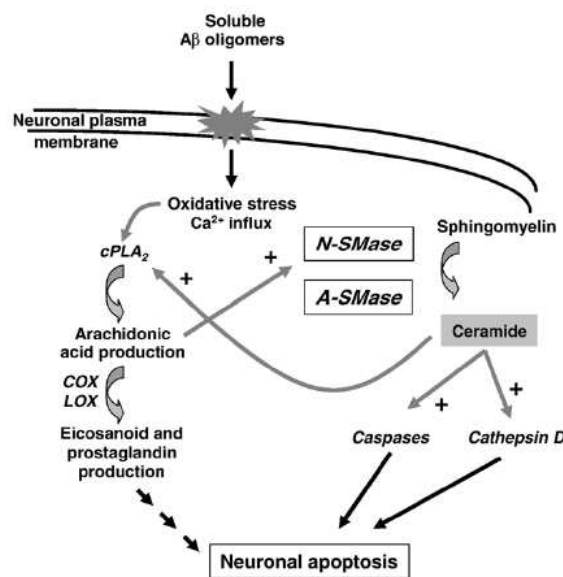 Soluble
Aβ oligomers
Neuronal plasma
membrane
Oxidative stress
Ca²⁺ influx
Sphingomyelin
N-SMase
cPLA₂
+
+
A-SMase
Arachidonic
acid production
Ceramide
COX
LOX
+
+
Eicosanoid and
prostaglandin
production
Caspases
Cathepsin D
Neuronal apoptosis